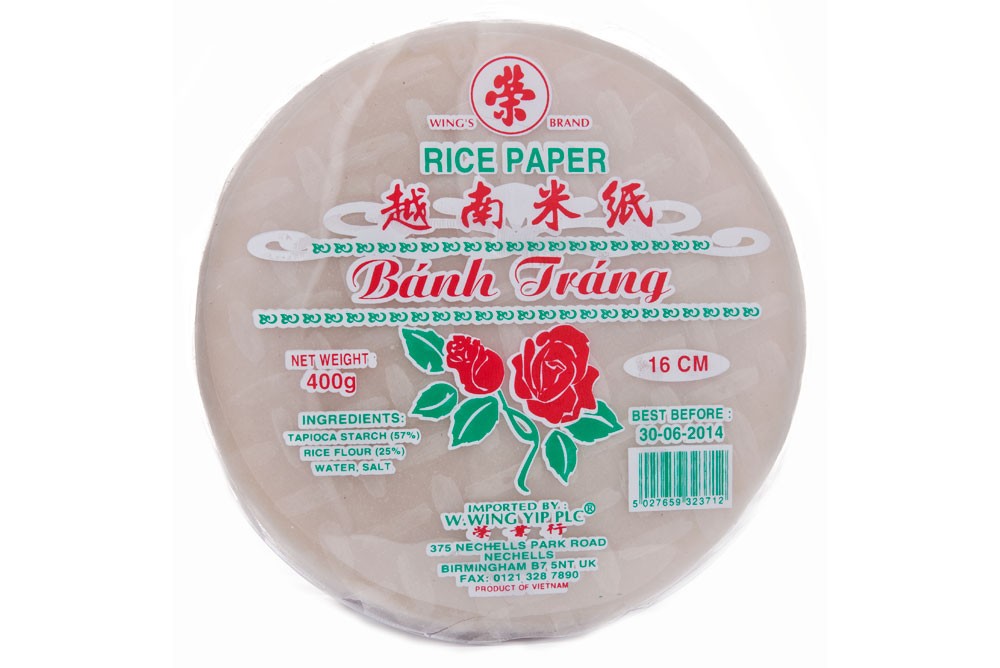 榮
WING'S BRAND
RICE PAPER
越南米纸
Bánh Tráng
NET WEIGHT
400g
16 CM
INGREDIENTS:
TAPIOCA STARCH (57%)
RICE FLOUR (25%)
WATER, SALT
BEST BEFORE :
30-06-2014
5 027659 323712
IMPORTED BY :
W.WING YIP PLC®
榮業行
375 NECHELLS PARK ROAD
NECHELLS
BIRMINGHAM B7 5NT UK
FAX: 0121 328 7890
PRODUCT OF VIETNAM